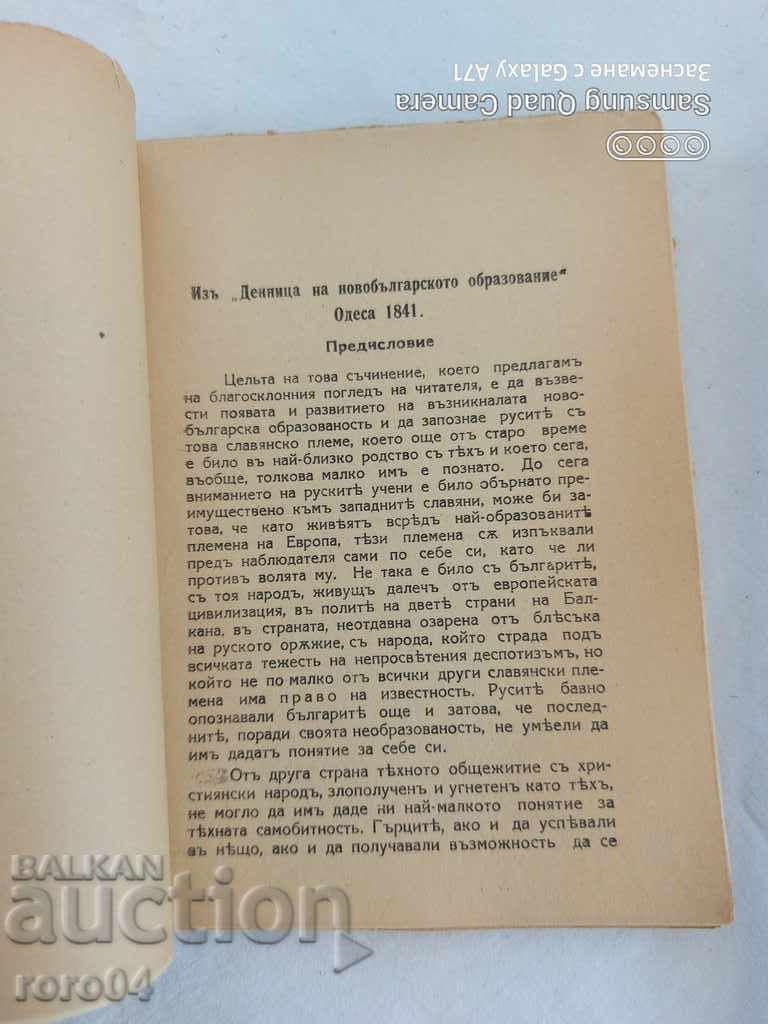 Samsung Quad Camera
Заснемане с Galaxy A71
Изъ „Денница на новобългарското образование“
Одеса 1841.
Предисловие
Цельта на това съчинение, което предлагамъ
на благосклонния погледъ на читателя, е да възве-
сти появата и развитието на възникналата ново-
българска образованость и да запознае руситѣ съ
това славянско племе, което още отъ старо време
е било въ най-близко родство съ тѣхъ и което сега,
въобще, толкова малко имъ е познато. До сега
вниманието на рускитѣ учени е било обърнато пре-
имуществено къмъ западнитѣ славяни, може би за-
това, че като живѣятъ всрѣдъ най-образованитѣ
племена на Европа, тѣзи племена сѫ изпъквали
предъ наблюдателя сами по себе си, като че ли
противъ волята му. Не така е било съ българитѣ,
съ тоя народъ, живущъ далечъ отъ европейската
цивилизация, въ политѣ на дветѣ страни на Бал-
кана, въ страната, неотдавна озарена отъ блѣсъка
на руското орѫжие, съ народа, който страда подъ
всичката тежесть на непросвѣтения деспотизъмъ, но
който не по малко отъ всички други славянски пле-
мена има право на известность. Руситѣ бавно
опознавали българитѣ още и затова, че послед-
нитѣ, поради своята необразованость, не умѣели да
имъ дадатъ понятие за себе си.
Отъ друга страна тѣхното общежитие съ хри-
стиянски народъ, злополученъ и угнетенъ като тѣхъ,
не могло да имъ даде ни най-малкото понятие за
тѣхната самобитность. Гърцитѣ, ако и да успѣвали
въ нѣщо, ако и да получавали възможность да се
BALKAN
auction
roro04